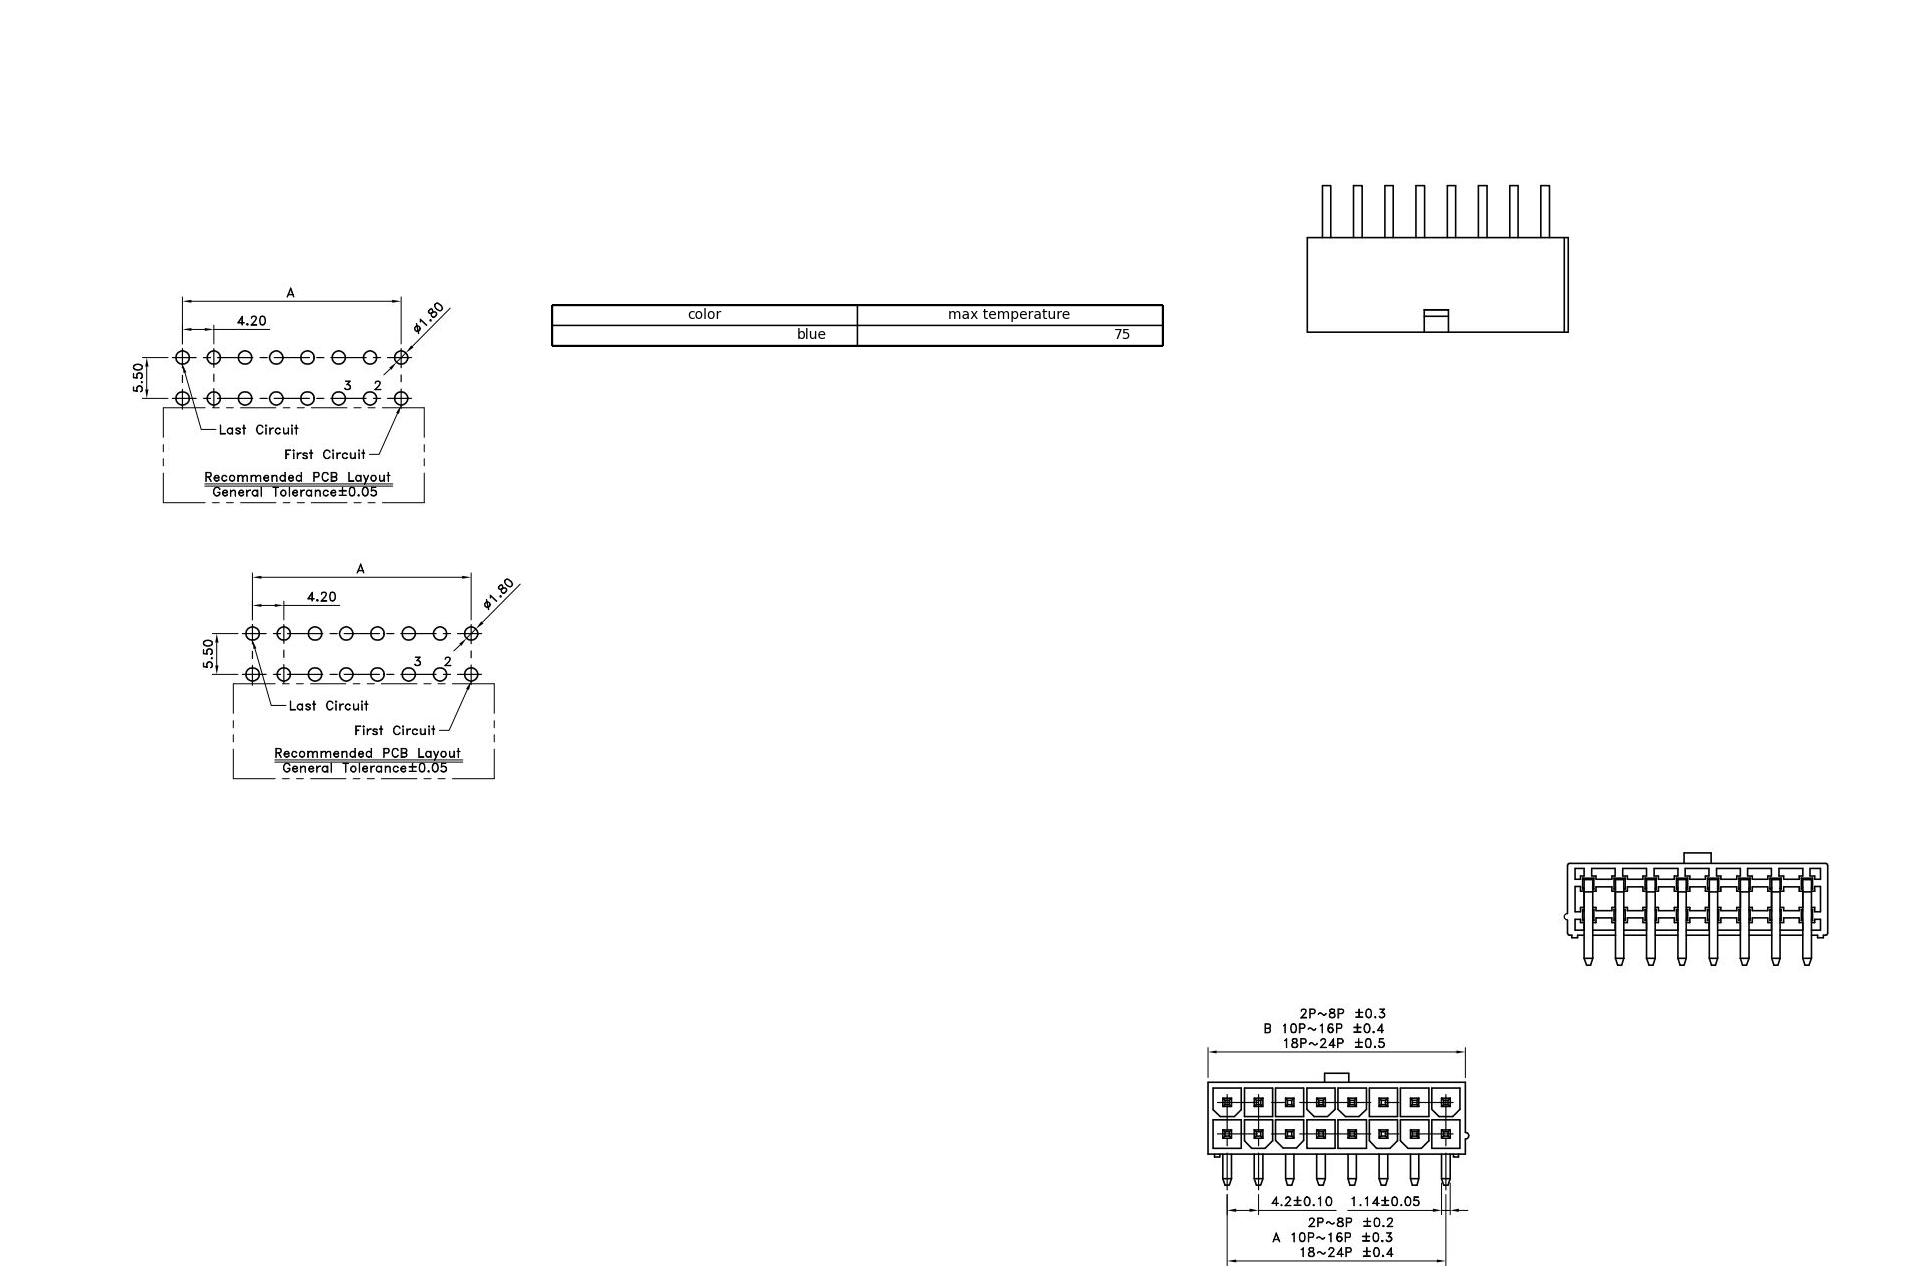 A
4.20
ø1.80
5.50
3 2
Last Circuit
First Circuit
Recommended PCB Layout
General Tolerance±0.05
color max temperature
blue 75
A
4.20
ø1.80
5.50
3 2
Last Circuit
First Circuit
Recommended PCB Layout
General Tolerance±0.05
2P~8P ±0.3
B 10P~16P ±0.4
18P~24P ±0.5
4.2±0.10 1.14±0.05
2P~8P ±0.2
A 10P~16P ±0.3
18~24P ±0.4